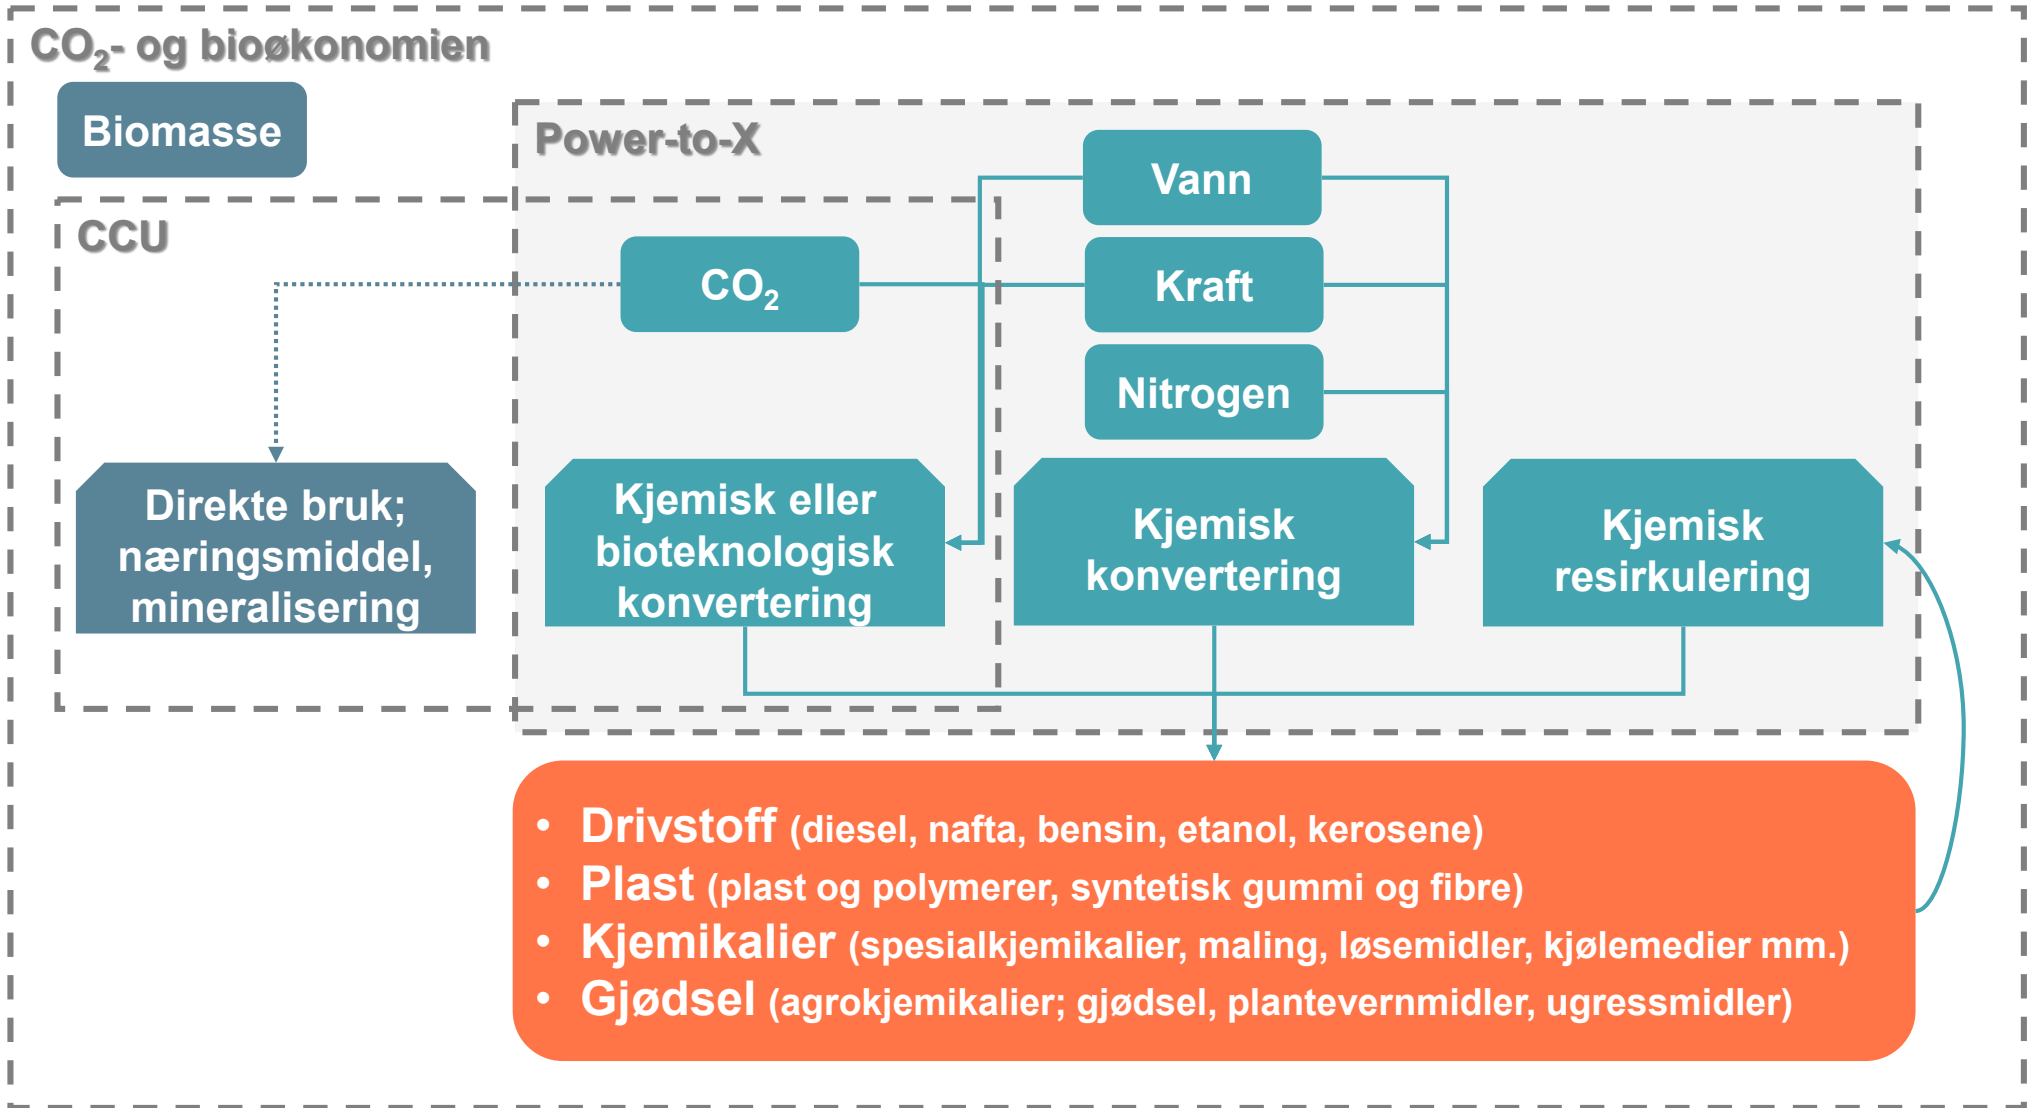 CO₂- og bioøkonomien
Biomasse
Power-to-X
Vann
CCU
CO₂
Kraft
Nitrogen
Direkte bruk;
næringsmiddel,
mineralisering
Kjemisk eller
bioteknologisk
konvertering
Kjemisk
konvertering
Kjemisk
resirkulering
• Drivstoff (diesel, nafta, bensin, etanol, kerosene)
• Plast (plast og polymerer, syntetisk gummi og fibre)
• Kjemikalier (spesialkjemikalier, maling, løsemidler, kjølemedier mm.)
• Gjødsel (agrokjemikalier; gjødsel, plantevernmidler, ugressmidler)